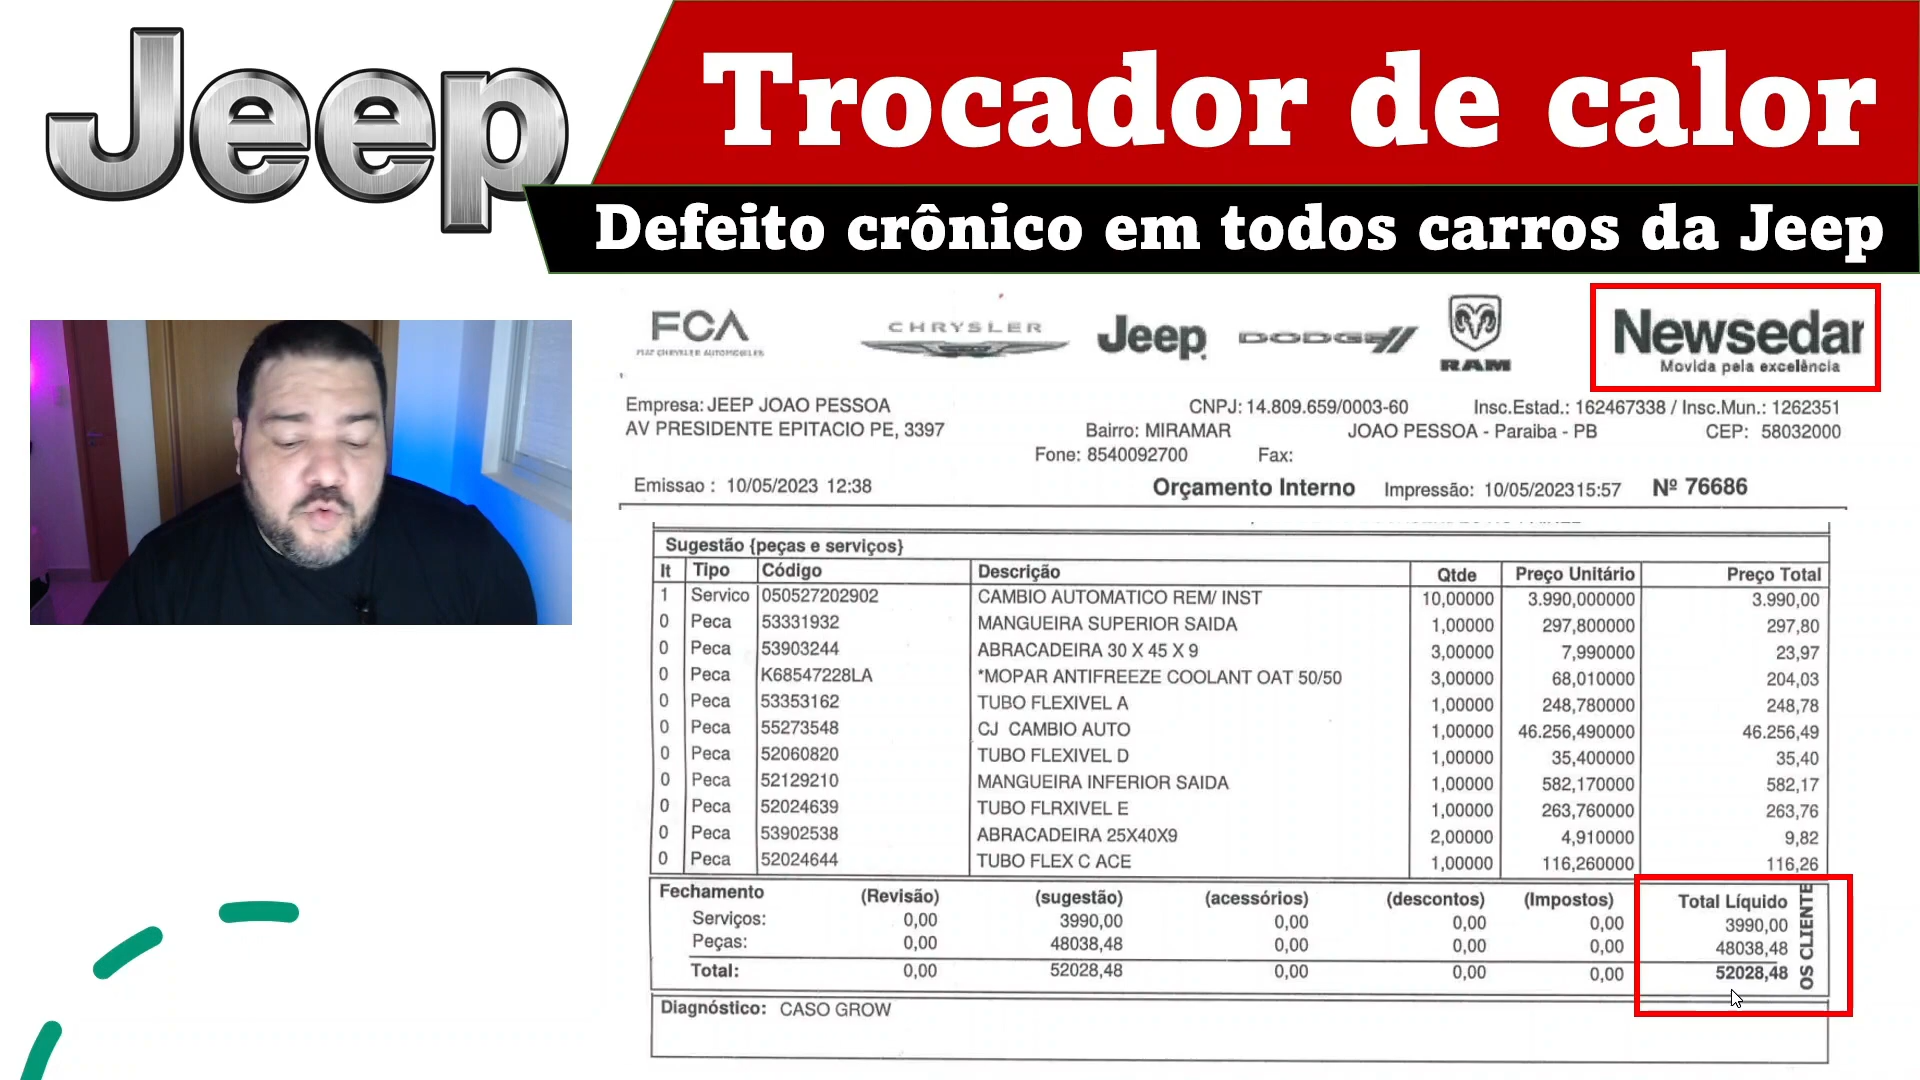 Jeep
Trocador de calor
Defeito crônico em todos carros da Jeep
FCA CHRYSLER Jeep DODGE RAM Newsedan
FIAT CHRYSLER AUTOMOBILES Movida pela excelência
Empresa: JEEP JOAO PESSOA CNPJ: 14.809.659/0003-60 Insc.Estad.: 162467338 / Insc.Mun.: 1262351
AV PRESIDENTE EPITACIO PE, 3397 Bairro: MIRAMAR JOAO PESSOA - Paraiba - PB CEP: 58032000
Fone: 8540092700 Fax:
Emissao : 10/05/2023 12:38 Orçamento Interno Impressão: 10/05/202315:57 Nº 76686
Sugestão {peças e serviços}
It Tipo Código Descrição Qtde Preço Unitário Preço Total
1 Servico 050527202902 CAMBIO AUTOMATICO REM/ INST 10,00000 3.990,000000 3.990,00
0 Peca 53331932 MANGUEIRA SUPERIOR SAIDA 1,00000 297,800000 297,80
0 Peca 53903244 ABRACADEIRA 30 X 45 X 9 3,00000 7,990000 23,97
0 Peca K68547228LA *MOPAR ANTIFREEZE COOLANT OAT 50/50 3,00000 68,010000 204,03
0 Peca 53353162 TUBO FLEXIVEL A 1,00000 248,780000 248,78
0 Peca 55273548 CJ CAMBIO AUTO 1,00000 46.256,490000 46.256,49
0 Peca 52060820 TUBO FLEXIVEL D 1,00000 35,400000 35,40
0 Peca 52129210 MANGUEIRA INFERIOR SAIDA 1,00000 582,170000 582,17
0 Peca 52024639 TUBO FLRXIVEL E 1,00000 263,760000 263,76
0 Peca 53902538 ABRACADEIRA 25X40X9 2,00000 4,910000 9,82
0 Peca 52024644 TUBO FLEX C ACE 1,00000 116,260000 116,26
Fechamento (Revisão) (sugestão) (acessórios) (descontos) (Impostos) Total Líquido
Serviços: 0,00 3990,00 0,00 0,00 0,00 3990,00
Peças: 0,00 48038,48 0,00 0,00 0,00 48038,48
Total: 0,00 52028,48 0,00 0,00 0,00 52028,48
OS CLIENTE
Diagnóstico: CASO GROW